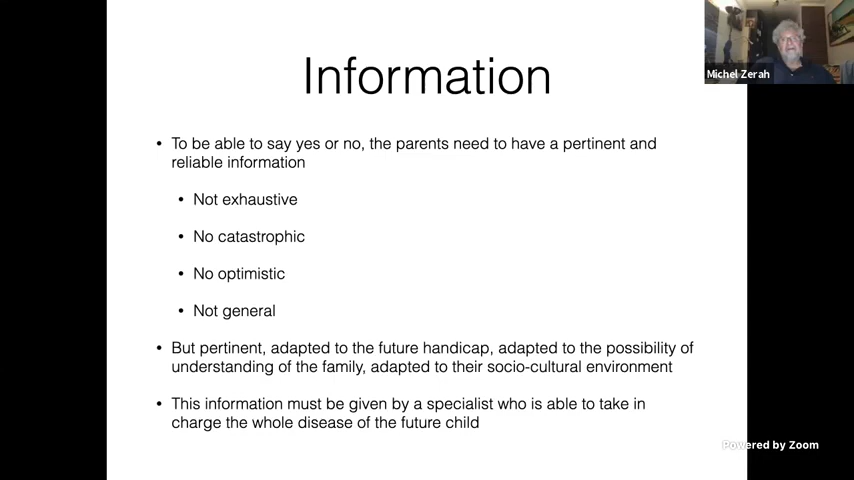 Information
Michel Zerah
• To be able to say yes or no, the parents need to have a pertinent and
reliable information
• Not exhaustive
• No catastrophic
• No optimistic
• Not general
• But pertinent, adapted to the future handicap, adapted to the possibility of
understanding of the family, adapted to their socio-cultural environment
• This information must be given by a specialist who is able to take in
charge the whole disease of the future child
Powered by Zoom